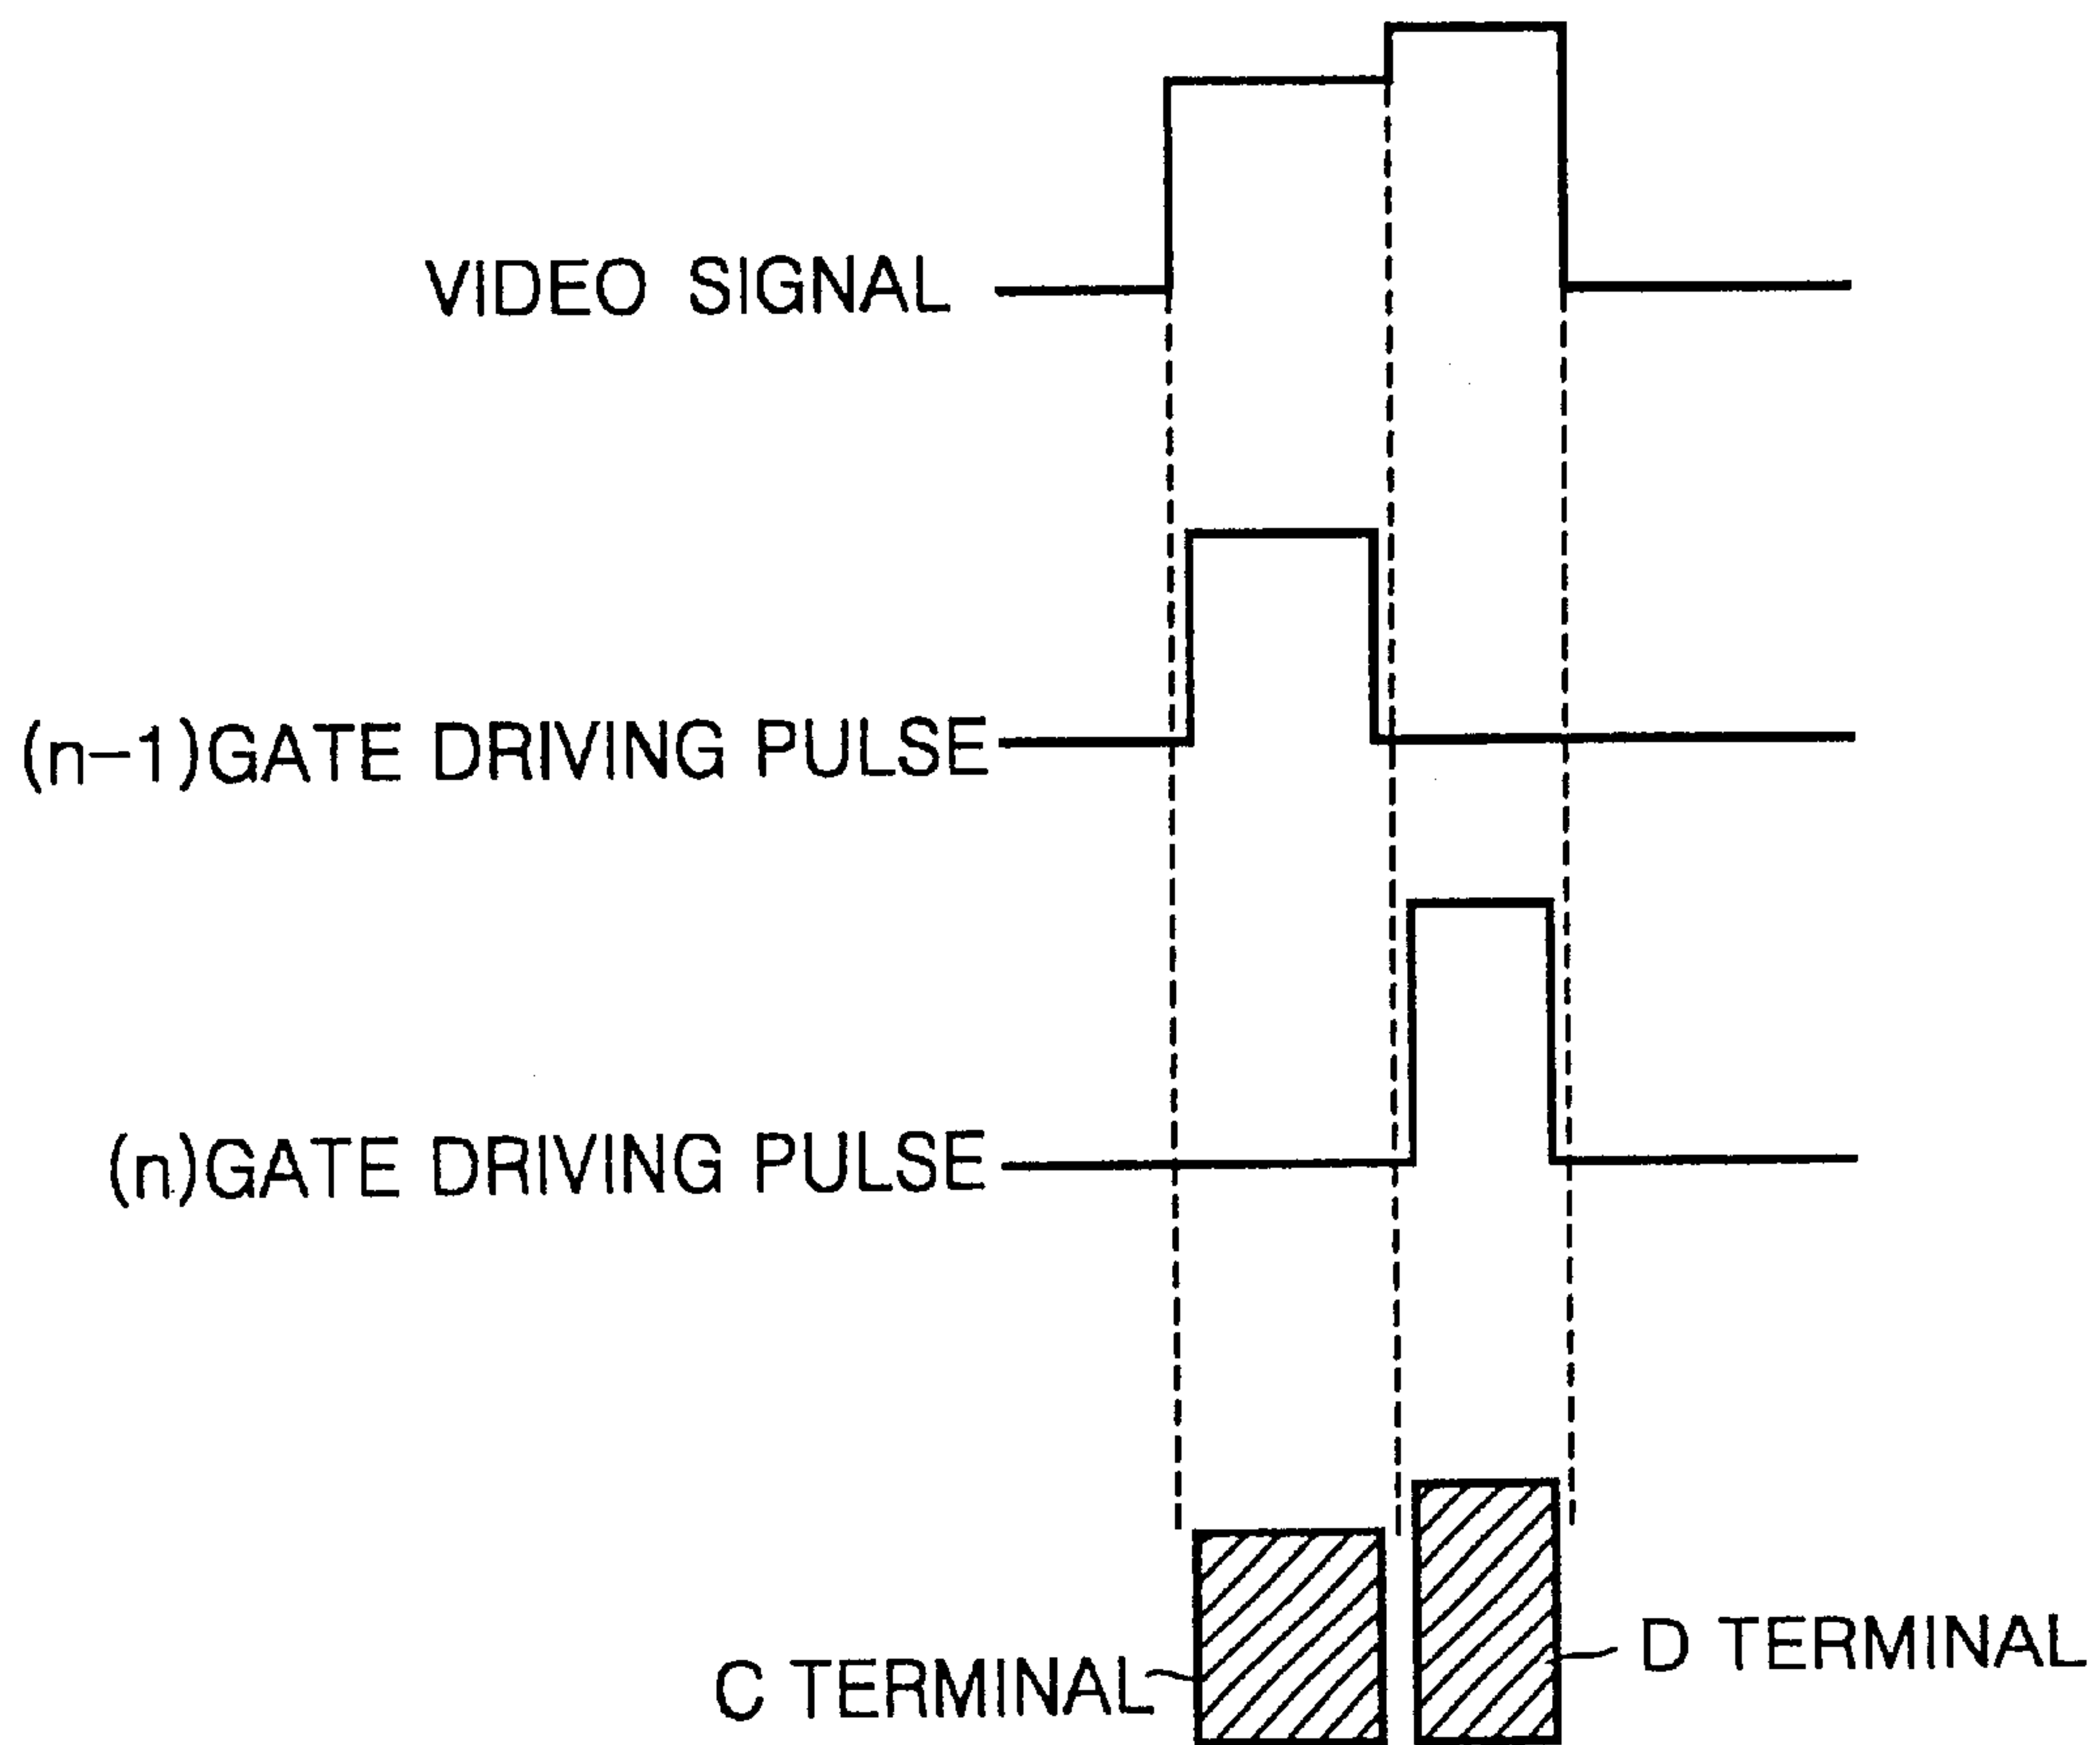 VIDEO SIGNAL
(n-1)GATE DRIVING PULSE
(n)GATE DRIVING PULSE
C TERMINAL
D TERMINAL